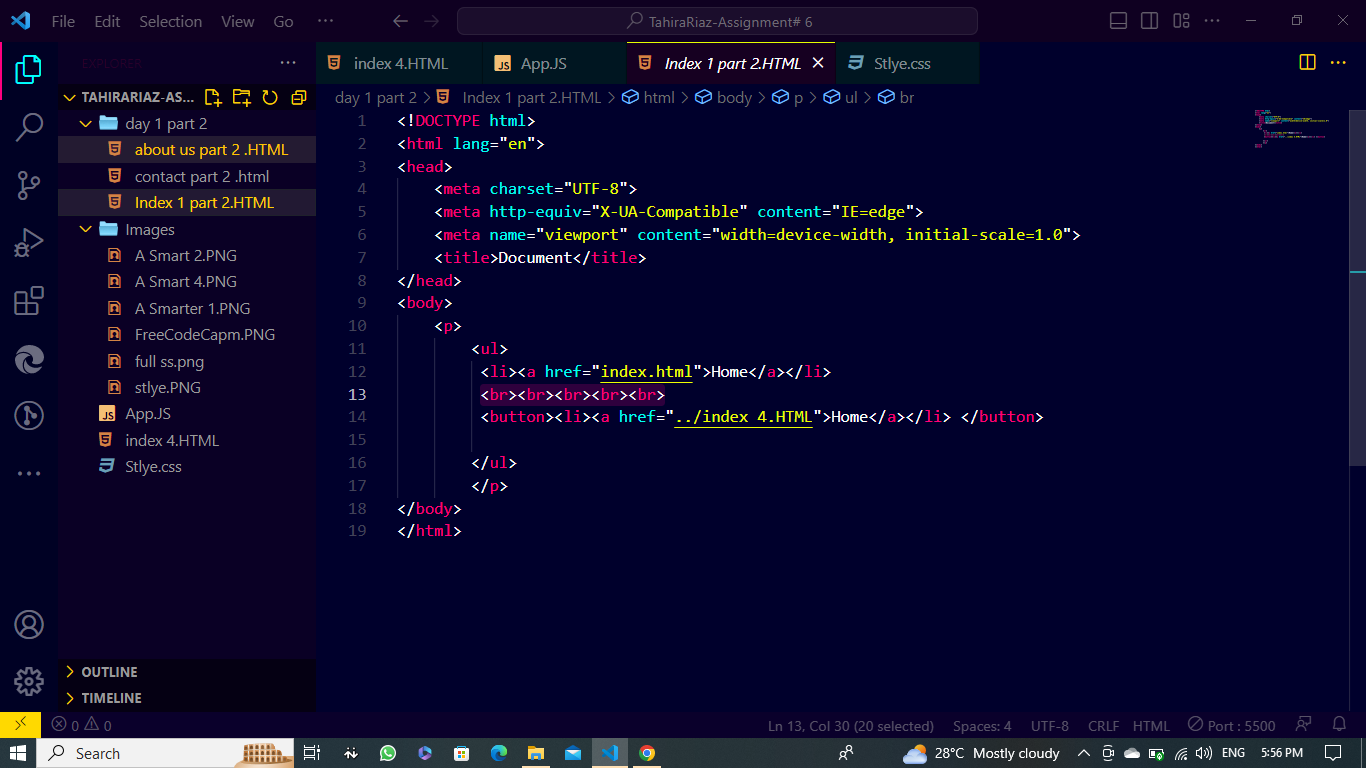 File Edit Selection View Go ··· TahiraRiaz-Assignment# 6
EXPLORER ···
index 4.HTML App.JS Index 1 part 2.HTML Stlye.css
TAHIRARIAZ-AS...
day 1 part 2
about us part 2 .HTML
contact part 2 .html
Index 1 part 2.HTML
Images
A Smart 2.PNG
A Smart 4.PNG
A Smarter 1.PNG
FreeCodeCapm.PNG
full ss.png
stlye.PNG
App.JS
index 4.HTML
Stlye.css
OUTLINE
TIMELINE
day 1 part 2 > Index 1 part 2.HTML > html > body > p > ul > br
1 <!DOCTYPE html>
2 <html lang="en">
3 <head>
4 <meta charset="UTF-8">
5 <meta http-equiv="X-UA-Compatible" content="IE=edge">
6 <meta name="viewport" content="width=device-width, initial-scale=1.0">
7 <title>Document</title>
8 </head>
9 <body>
10 <p>
11 <ul>
12 <li><a href="index.html">Home</a></li>
13 <br><br><br><br><br>
14 <button><li><a href="../index 4.HTML">Home</a></li> </button>
15
16 </ul>
17 </p>
18 </body>
19 </html>
0 0 Ln 13, Col 30 (20 selected) Spaces: 4 UTF-8 CRLF HTML Port : 5500
Search 28°C Mostly cloudy ENG 5:56 PM